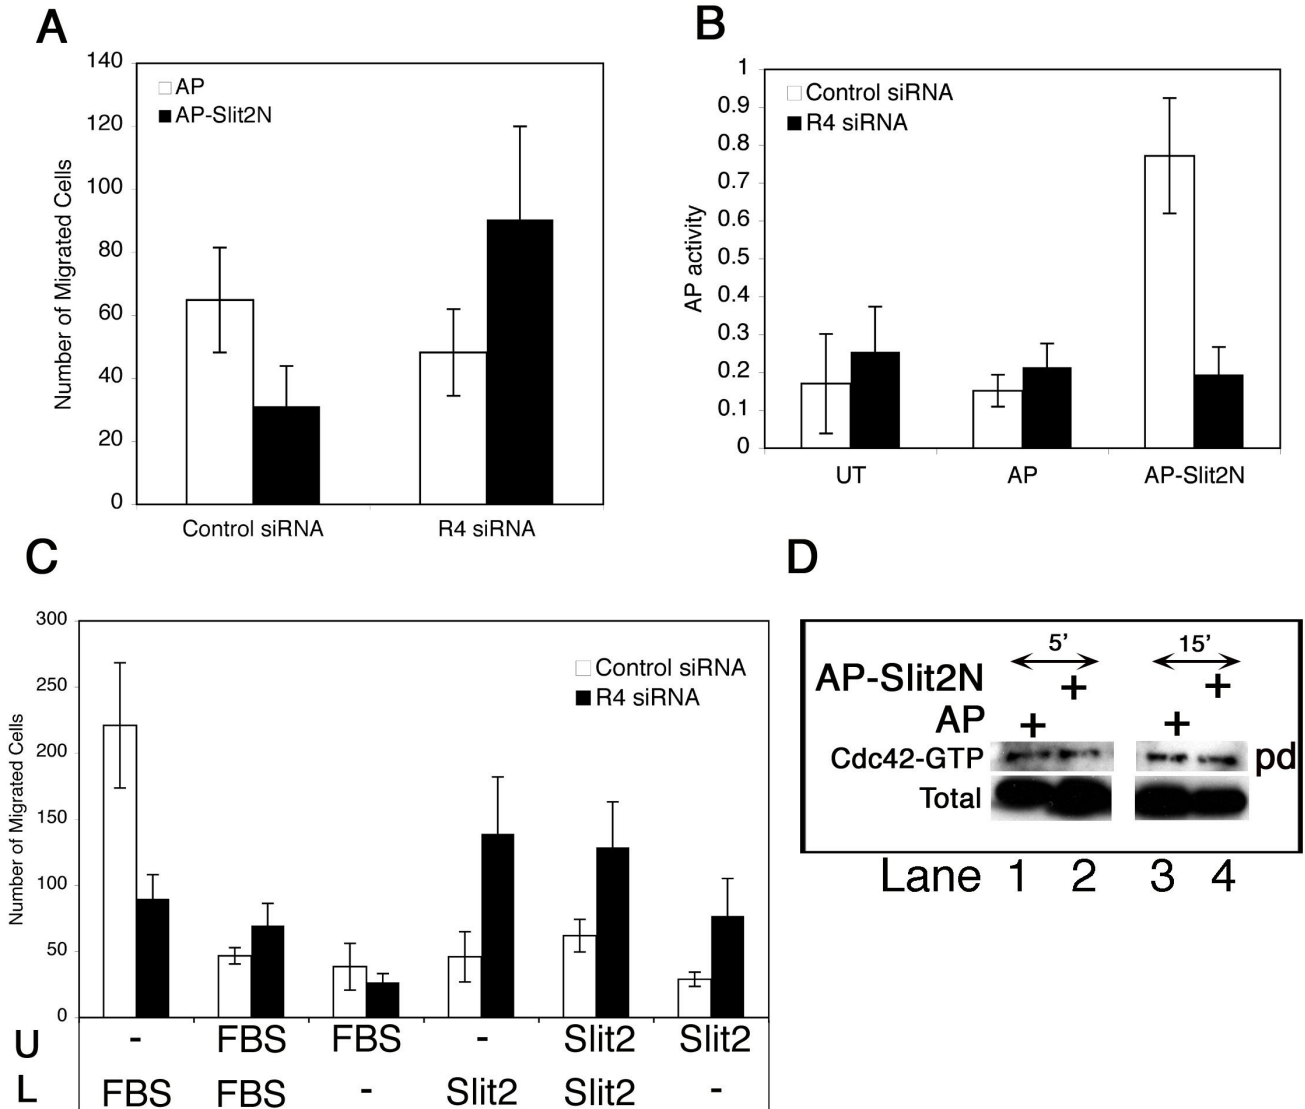 A
Number of Migrated Cells
140
120
100
80
60
40
20
0
AP
AP-Slit2N
Control siRNA R4 siRNA
B
AP activity
1
0.9
0.8
0.7
0.6
0.5
0.4
0.3
0.2
0.1
0
Control siRNA
R4 siRNA
UT AP AP-Slit2N
C
Number of Migrated Cells
300
250
200
150
100
50
0
Control siRNA
R4 siRNA
U - FBS FBS - Slit2 Slit2
L FBS FBS - Slit2 Slit2 -
D
5’ 15’
AP-Slit2N + +
AP + +
Cdc42-GTP pd
Total
Lane 1 2 3 4